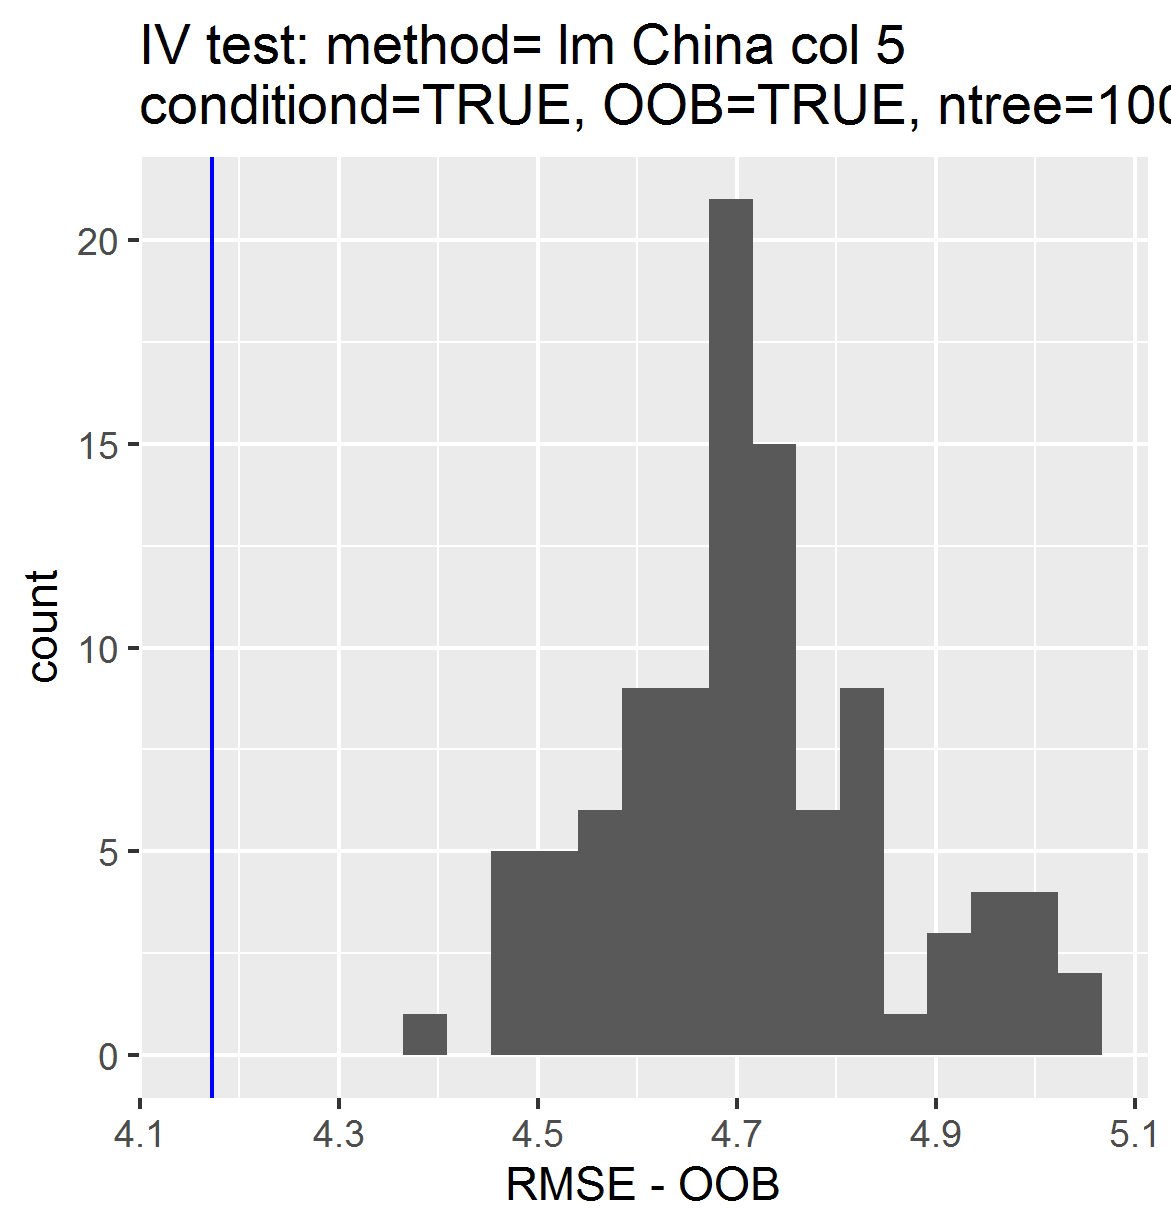 IV test: method= lm China col 5
conditiond=TRUE, OOB=TRUE, ntree=100
20
15
10
5
0
count
4.1
4.3
4.5
4.7
4.9
5.1
RMSE - OOB